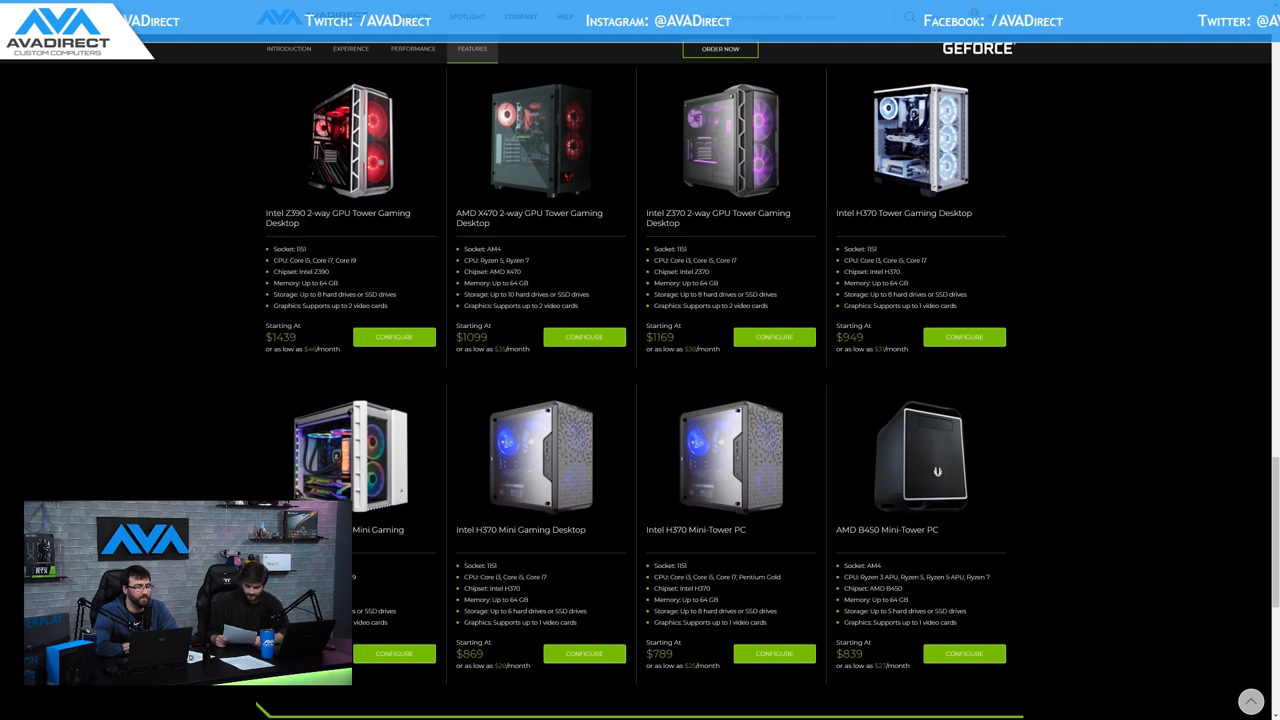 AVADIRECT
CUSTOM COMPUTERS
AVADirect
Twitch: /AVADirect
Instagram: @AVADirect
Facebook: /AVADirect
Twitter: @AV
SPOTLIGHT
COMPANY
HELP
INTRODUCTION
EXPERIENCE
PERFORMANCE
FEATURES
ORDER NOW
GEFORCE
Intel Z390 2-way GPU Tower Gaming
Desktop
Socket: 1151
CPU: Core i5, Core i7, Core i9
Chipset: Intel Z390
Memory: Up to 64 GB
Storage: Up to 8 hard drives or SSD drives
Graphics: Supports up to 2 video cards
Starting At
$1439
or as low as $46/month
CONFIGURE
AMD X470 2-way GPU Tower Gaming
Desktop
Socket: AM4
CPU: Ryzen 5, Ryzen 7
Chipset: AMD X470
Memory: Up to 64 GB
Storage: Up to 10 hard drives or SSD drives
Graphics: Supports up to 2 video cards
Starting At
$1099
or as low as $35/month
CONFIGURE
Intel Z370 2-way GPU Tower Gaming
Desktop
Socket: 1151
CPU: Core i3, Core i5, Core i7
Chipset: Intel Z370
Memory: Up to 64 GB
Storage: Up to 8 hard drives or SSD drives
Graphics: Supports up to 2 video cards
Starting At
$1169
or as low as $38/month
CONFIGURE
Intel H370 Tower Gaming Desktop
Socket: 1151
CPU: Core i3, Core i5, Core i7
Chipset: Intel H370
Memory: Up to 64 GB
Storage: Up to 8 hard drives or SSD drives
Graphics: Supports up to 1 video cards
Starting At
$949
or as low as $31/month
CONFIGURE
Mini Gaming
9
s or SSD drives
video cards
CONFIGURE
Intel H370 Mini Gaming Desktop
Socket: 1151
CPU: Core i3, Core i5, Core i7
Chipset: Intel H370
Memory: Up to 64 GB
Storage: Up to 6 hard drives or SSD drives
Graphics: Supports up to 1 video cards
Starting At
$869
or as low as $28/month
CONFIGURE
Intel H370 Mini-Tower PC
Socket: 1151
CPU: Core i3, Core i5, Core i7, Pentium Gold
Chipset: Intel H370
Memory: Up to 64 GB
Storage: Up to 8 hard drives or SSD drives
Graphics: Supports up to 1 video cards
Starting At
$789
or as low as $25/month
CONFIGURE
AMD B450 Mini-Tower PC
Socket: AM4
CPU: Ryzen 3 APU, Ryzen 5, Ryzen 5 APU, Ryzen 7
Chipset: AMD B450
Memory: Up to 64 GB
Storage: Up to 5 hard drives or SSD drives
Graphics: Supports up to 1 video cards
Starting At
$839
or as low as $27/month
CONFIGURE
AVA
ERPLAY